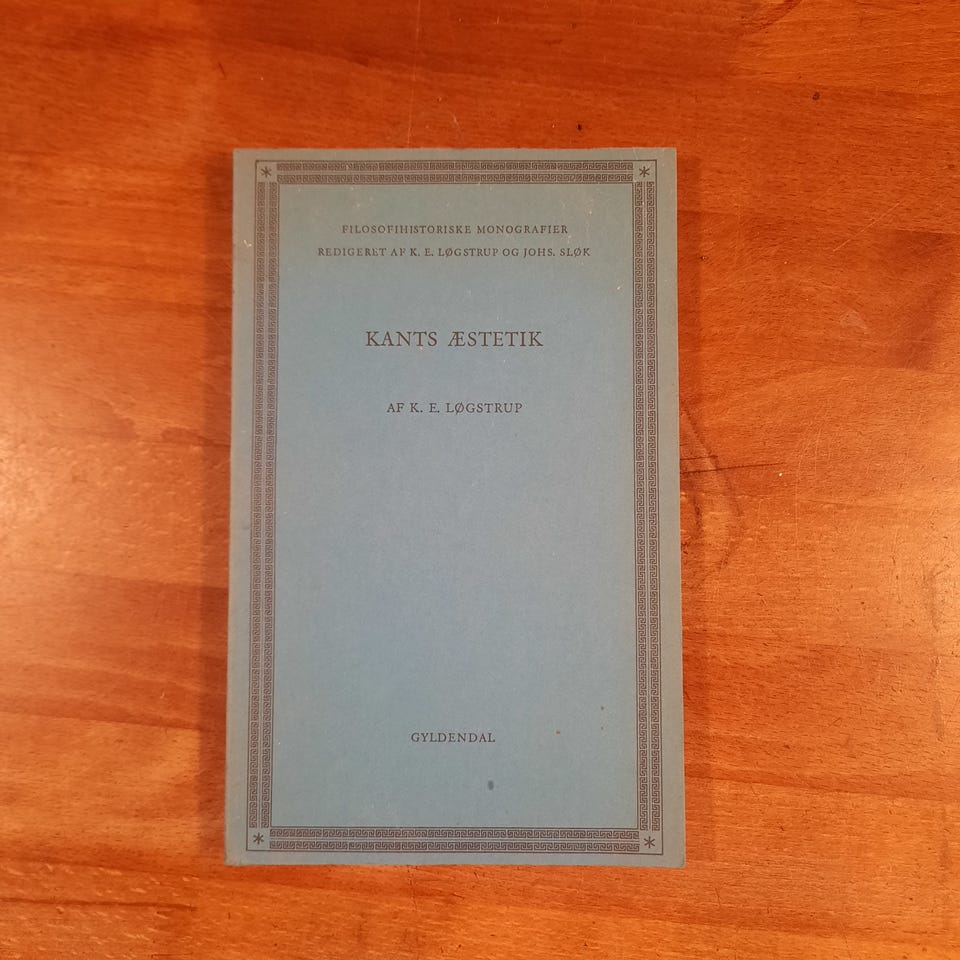 FILOSOFIHISTORISKE MONOGRAFIER
REDIGERET AF K. E. LØGSTRUP OG JOHS. SLØK
KANTS ÆSTETIK
AF K. E. LØGSTRUP
GYLDENDAL